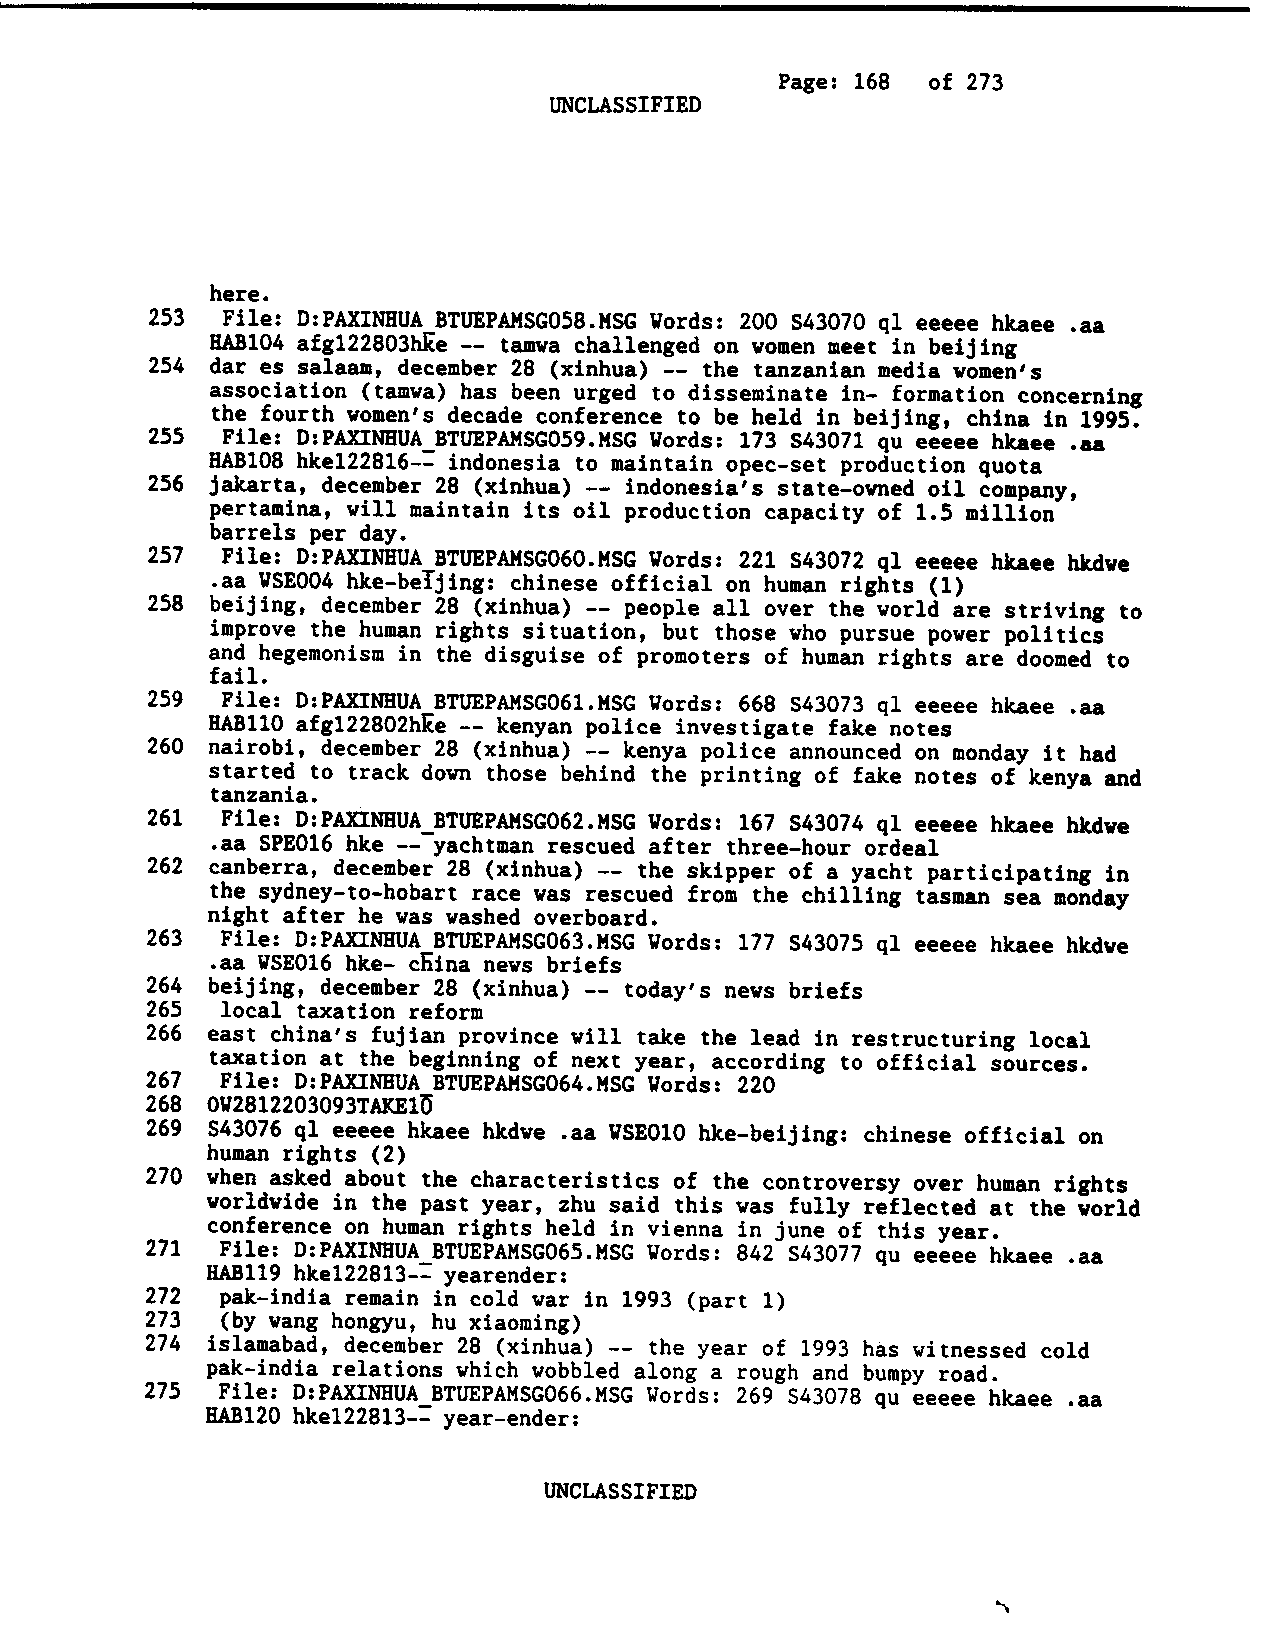 Page: 168 of 273
UNCLASSIFIED
here.
253 File: D:PAXINHUA_BTUEPAMSG058.MSG Words: 200 S43070 ql eeeee hkaee .aa
HAB104 afg122803hke -- tamwa challenged on women meet in beijing
254 dar es salaam, december 28 (xinhua) -- the tanzanian media women's
association (tamwa) has been urged to disseminate in- formation concerning
the fourth women's decade conference to be held in beijing, china in 1995.
255 File: D:PAXINHUA_BTUEPAMSG059.MSG Words: 173 S43071 qu eeeee hkaee .aa
HAB108 hke122816-- indonesia to maintain opec-set production quota
256 jakarta, december 28 (xinhua) -- indonesia's state-owned oil company,
pertamina, will maintain its oil production capacity of 1.5 million
barrels per day.
257 File: D:PAXINHUA_BTUEPAMSG060.MSG Words: 221 S43072 ql eeeee hkaee hkdwe
.aa WSE004 hke-beijing: chinese official on human rights (1)
258 beijing, december 28 (xinhua) -- people all over the world are striving to
improve the human rights situation, but those who pursue power politics
and hegemonism in the disguise of promoters of human rights are doomed to
fail.
259 File: D:PAXINHUA_BTUEPAMSG061.MSG Words: 668 S43073 ql eeeee hkaee .aa
HAB110 afg122802hke -- kenyan police investigate fake notes
260 nairobi, december 28 (xinhua) -- kenya police announced on monday it had
started to track down those behind the printing of fake notes of kenya and
tanzania.
261 File: D:PAXINHUA_BTUEPAMSG062.MSG Words: 167 S43074 ql eeeee hkaee hkdwe
.aa SPE016 hke -- yachtman rescued after three-hour ordeal
262 canberra, december 28 (xinhua) -- the skipper of a yacht participating in
the sydney-to-hobart race was rescued from the chilling tasman sea monday
night after he was washed overboard.
263 File: D:PAXINHUA_BTUEPAMSG063.MSG Words: 177 S43075 ql eeeee hkaee hkdwe
.aa WSE016 hke- china news briefs
264 beijing, december 28 (xinhua) -- today's news briefs
265 local taxation reform
266 east china's fujian province will take the lead in restructuring local
taxation at the beginning of next year, according to official sources.
267 File: D:PAXINHUA_BTUEPAMSG064.MSG Words: 220
268 OW2812203093TAKE10
269 S43076 ql eeeee hkaee hkdwe .aa WSE010 hke-beijing: chinese official on
human rights (2)
270 when asked about the characteristics of the controversy over human rights
worldwide in the past year, zhu said this was fully reflected at the world
conference on human rights held in vienna in june of this year.
271 File: D:PAXINHUA_BTUEPAMSG065.MSG Words: 842 S43077 qu eeeee hkaee .aa
HAB119 hke122813-- yearender:
272 pak-india remain in cold war in 1993 (part 1)
273 (by wang hongyu, hu xiaoming)
274 islamabad, december 28 (xinhua) -- the year of 1993 has witnessed cold
pak-india relations which wobbled along a rough and bumpy road.
275 File: D:PAXINHUA_BTUEPAMSG066.MSG Words: 269 S43078 qu eeeee hkaee .aa
HAB120 hke122813-- year-ender:
UNCLASSIFIED